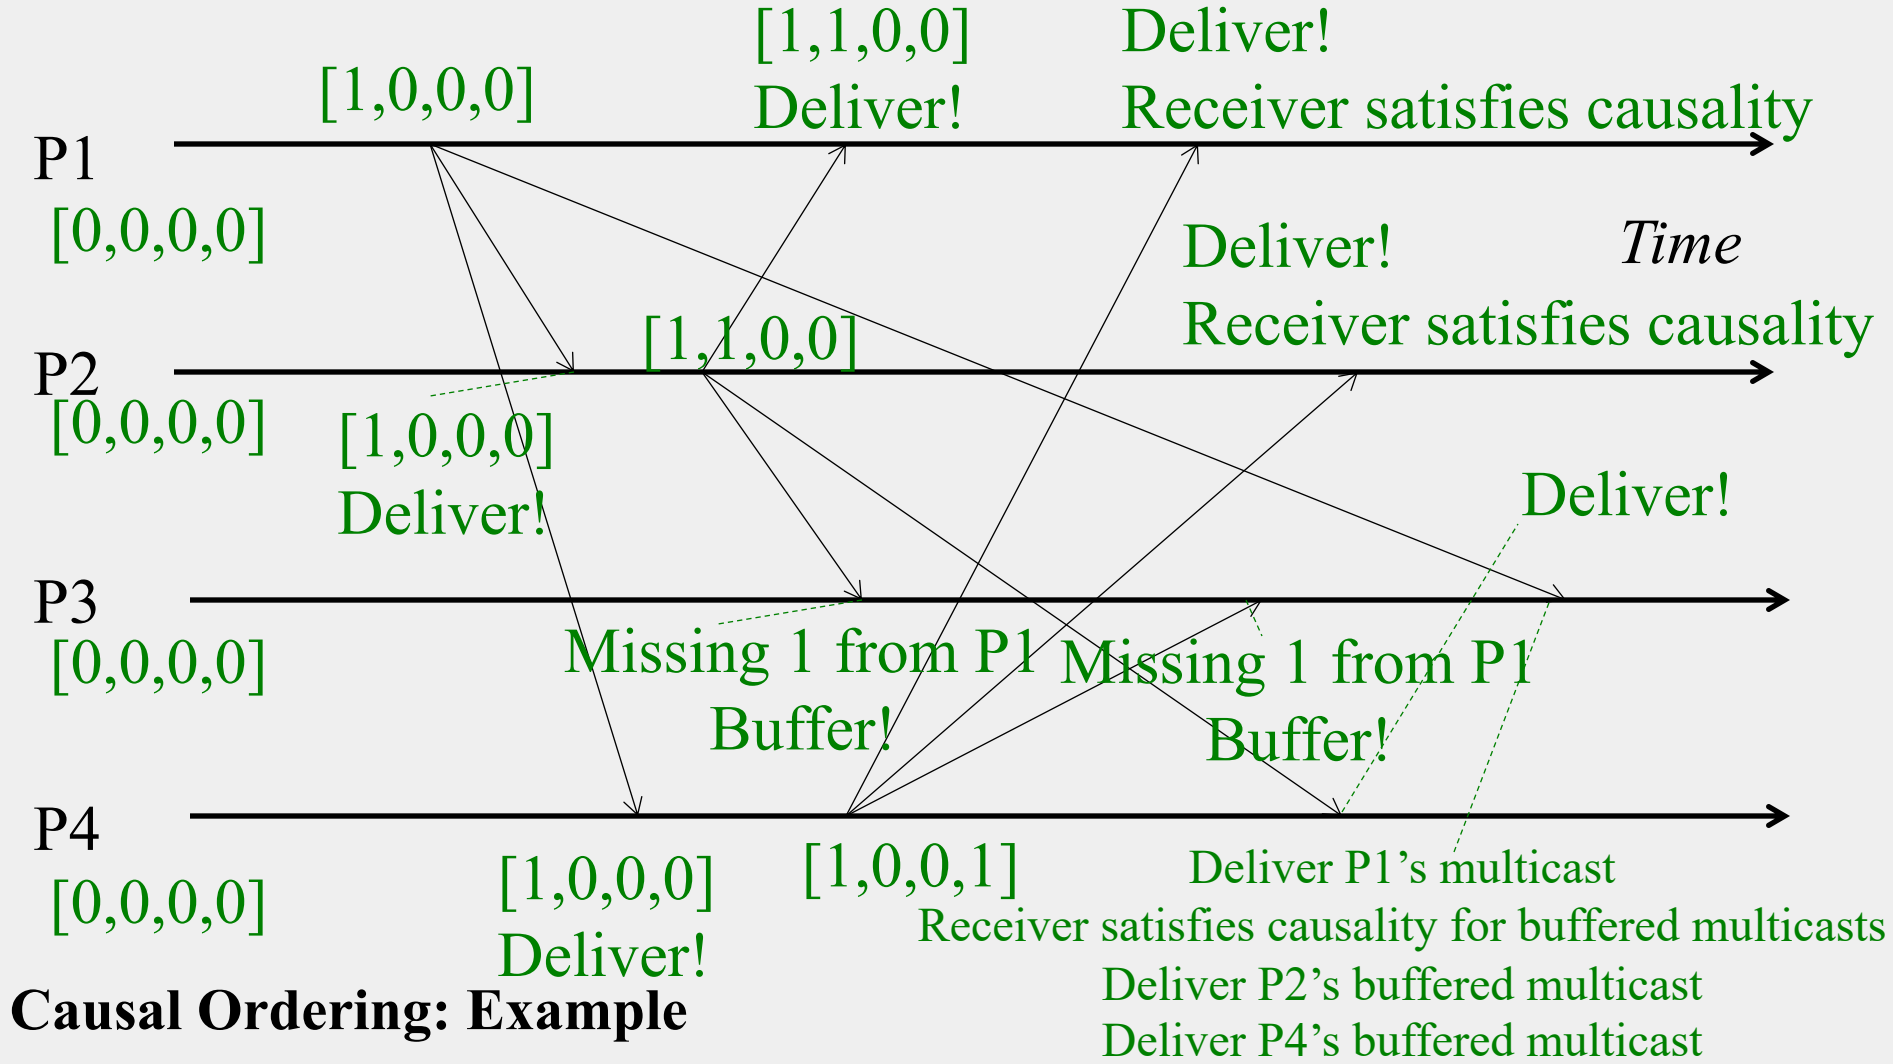 [1,1,0,0]
Deliver!
[1,0,0,0]
Deliver!
Receiver satisfies causality
P1
[0,0,0,0]
Deliver!
Time
Receiver satisfies causality
[1,1,0,0]
P2
[0,0,0,0]
[1,0,0,0]
Deliver!
Deliver!
P3
[0,0,0,0]
Missing 1 from P1
Buffer!
Missing 1 from P1
Buffer!
P4
[0,0,0,0]
[1,0,0,0]
Deliver!
[1,0,0,1]
Deliver P1’s multicast
Receiver satisfies causality for buffered multicasts
Deliver P2’s buffered multicast
Deliver P4’s buffered multicast
Causal Ordering: Example